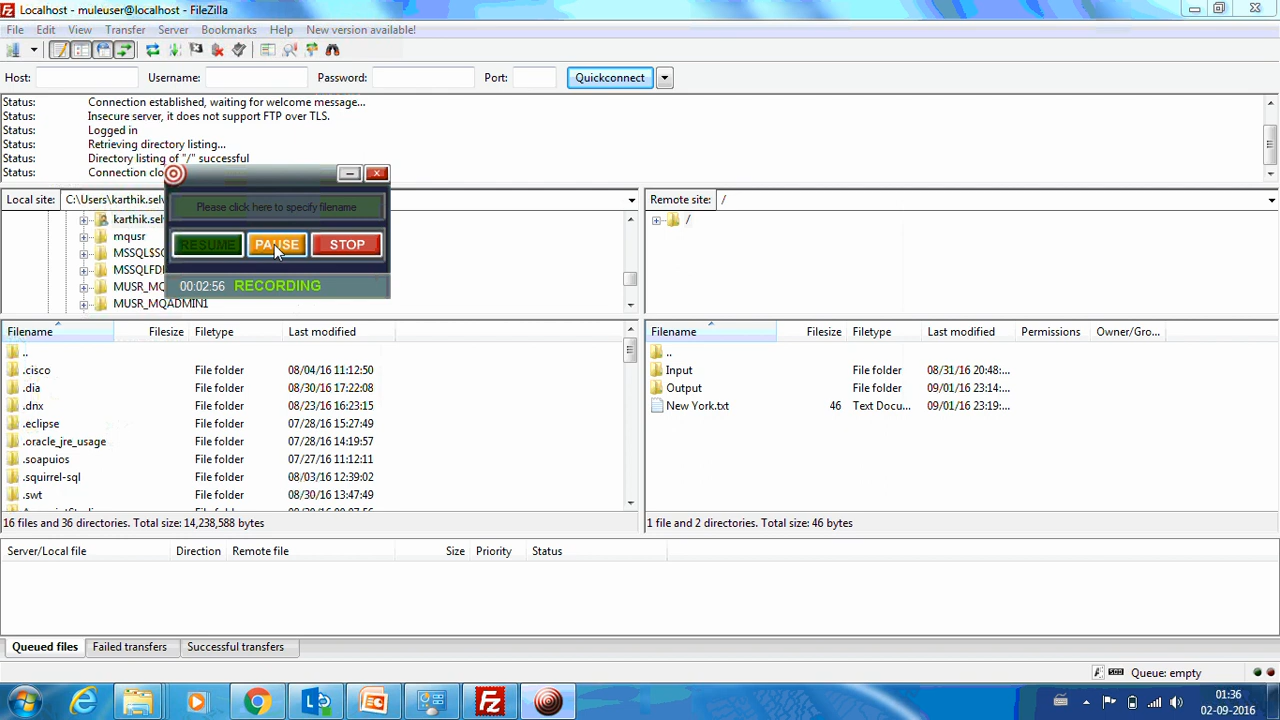 Localhost - muleuser@localhost - FileZilla
File Edit View Transfer Server Bookmarks Help New version available!
Host: Username: Password: Port: Quickconnect
Status: Connection established, waiting for welcome message...
Status: Insecure server, it does not support FTP over TLS.
Status: Logged in
Status: Retrieving directory listing...
Status: Directory listing of "/" successful
Status: Connection clo
Please click here to specify filename
RESUME PAUSE STOP
00:02:56 RECORDING
Local site: C:\Users\karthik.sel
karthik.sel
mqusr
MSSQL$SQ
MSSQLFDL
MUSR_MQ
MUSR_MQADMIN1
Remote site: /
/
Filename Filesize Filetype Last modified
..
.cisco File folder 08/04/16 11:12:50
.dia File folder 08/30/16 17:22:08
.dnx File folder 08/23/16 16:23:15
.eclipse File folder 07/28/16 15:27:49
.oracle_jre_usage File folder 07/28/16 14:19:57
.soapuios File folder 07/27/16 11:12:11
.squirrel-sql File folder 08/03/16 12:39:02
.swt File folder 08/30/16 13:47:49
16 files and 36 directories. Total size: 14,238,588 bytes
Filename Filesize Filetype Last modified Permissions Owner/Gro...
..
Input File folder 08/31/16 20:48:...
Output File folder 09/01/16 23:14:...
New York.txt 46 Text Docu... 09/01/16 23:19:...
1 file and 2 directories. Total size: 46 bytes
Server/Local file Direction Remote file Size Priority Status
Queued files Failed transfers Successful transfers
Queue: empty
01:36
02-09-2016